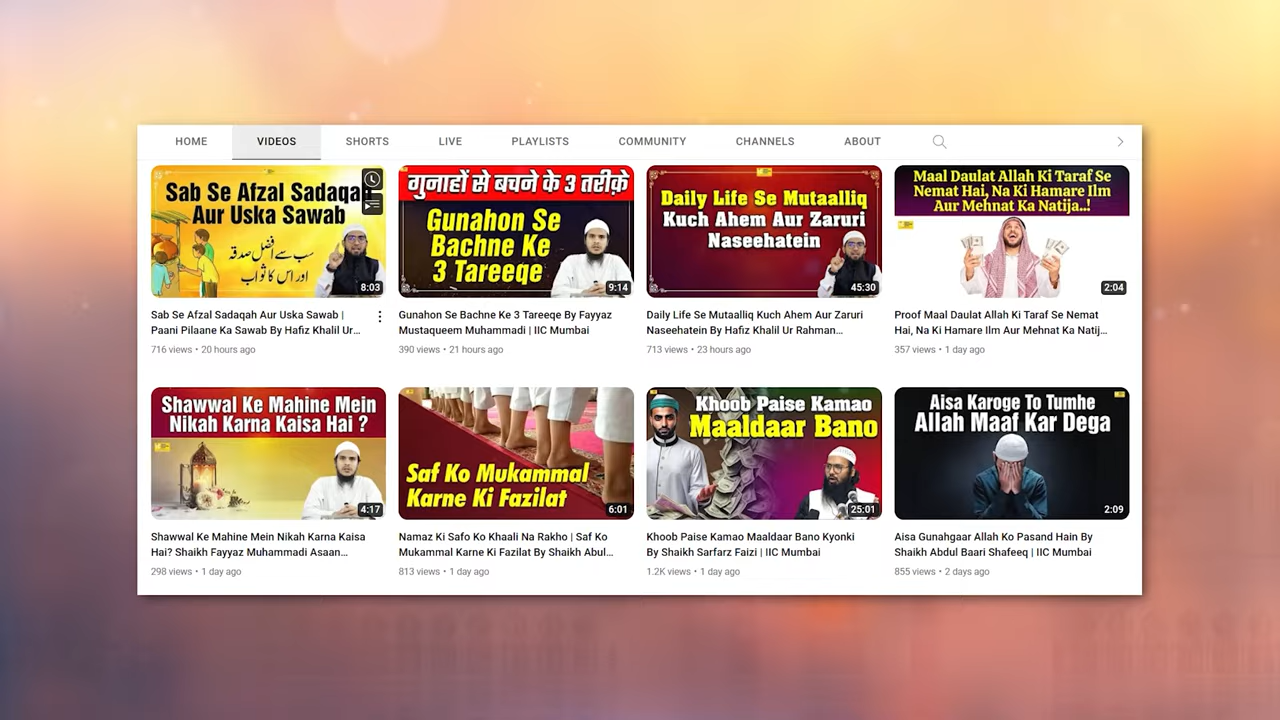 HOME VIDEOS SHORTS LIVE PLAYLISTS COMMUNITY CHANNELS ABOUT
Sab Se Afzal Sadaqah
Aur Uska Sawab
سب سے افضل صدقہ
اور اس کا ثواب
8:03
गुनाहों से बचने के 3 तरीक़े
Gunahon Se
Bachne Ke
3 Tareeqe
9:14
Daily Life Se Mutaalliq
Kuch Ahem Aur Zaruri
Naseehatein
45:30
Maal Daulat Allah Ki Taraf Se
Nemat Hai, Na Ki Hamare Ilm
Aur Mehnat Ka Natija..!
2:04
Sab Se Afzal Sadaqah Aur Uska Sawab |
Paani Pilaane Ka Sawab By Hafiz Khalil Ur...
716 views • 20 hours ago
Gunahon Se Bachne Ke 3 Tareeqe By Fayyaz
Mustaqueem Muhammadi | IIC Mumbai
390 views • 21 hours ago
Daily Life Se Mutaalliq Kuch Ahem Aur Zaruri
Naseehatein By Hafiz Khalil Ur Rahman...
713 views • 23 hours ago
Proof Maal Daulat Allah Ki Taraf Se Nemat
Hai, Na Ki Hamare Ilm Aur Mehnat Ka Natij...
357 views • 1 day ago
Shawwal Ke Mahine Mein
Nikah Karna Kaisa Hai ?
4:17
Saf Ko Mukammal
Karne Ki Fazilat
6:01
Khoob Paise Kamao
Maaldaar Bano
25:01
Aisa Karoge To Tumhe
Allah Maaf Kar Dega
2:09
Shawwal Ke Mahine Mein Nikah Karna Kaisa
Hai? Shaikh Fayyaz Muhammadi Asaan...
298 views • 1 day ago
Namaz Ki Safo Ko Khaali Na Rakho | Saf Ko
Mukammal Karne Ki Fazilat By Shaikh Abul...
813 views • 1 day ago
Khoob Paise Kamao Maaldaar Bano Kyonki
By Shaikh Sarfarz Faizi | IIC Mumbai
1.2K views • 1 day ago
Aisa Gunahgaar Allah Ko Pasand Hain By
Shaikh Abdul Baari Shafeeq | IIC Mumbai
855 views • 2 days ago